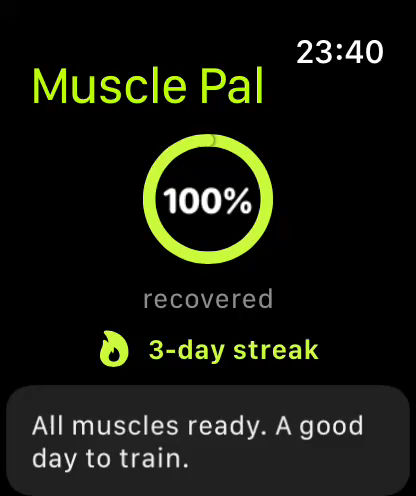 23:40
Muscle Pal
100%
recovered
3-day streak
All muscles ready. A good
day to train.